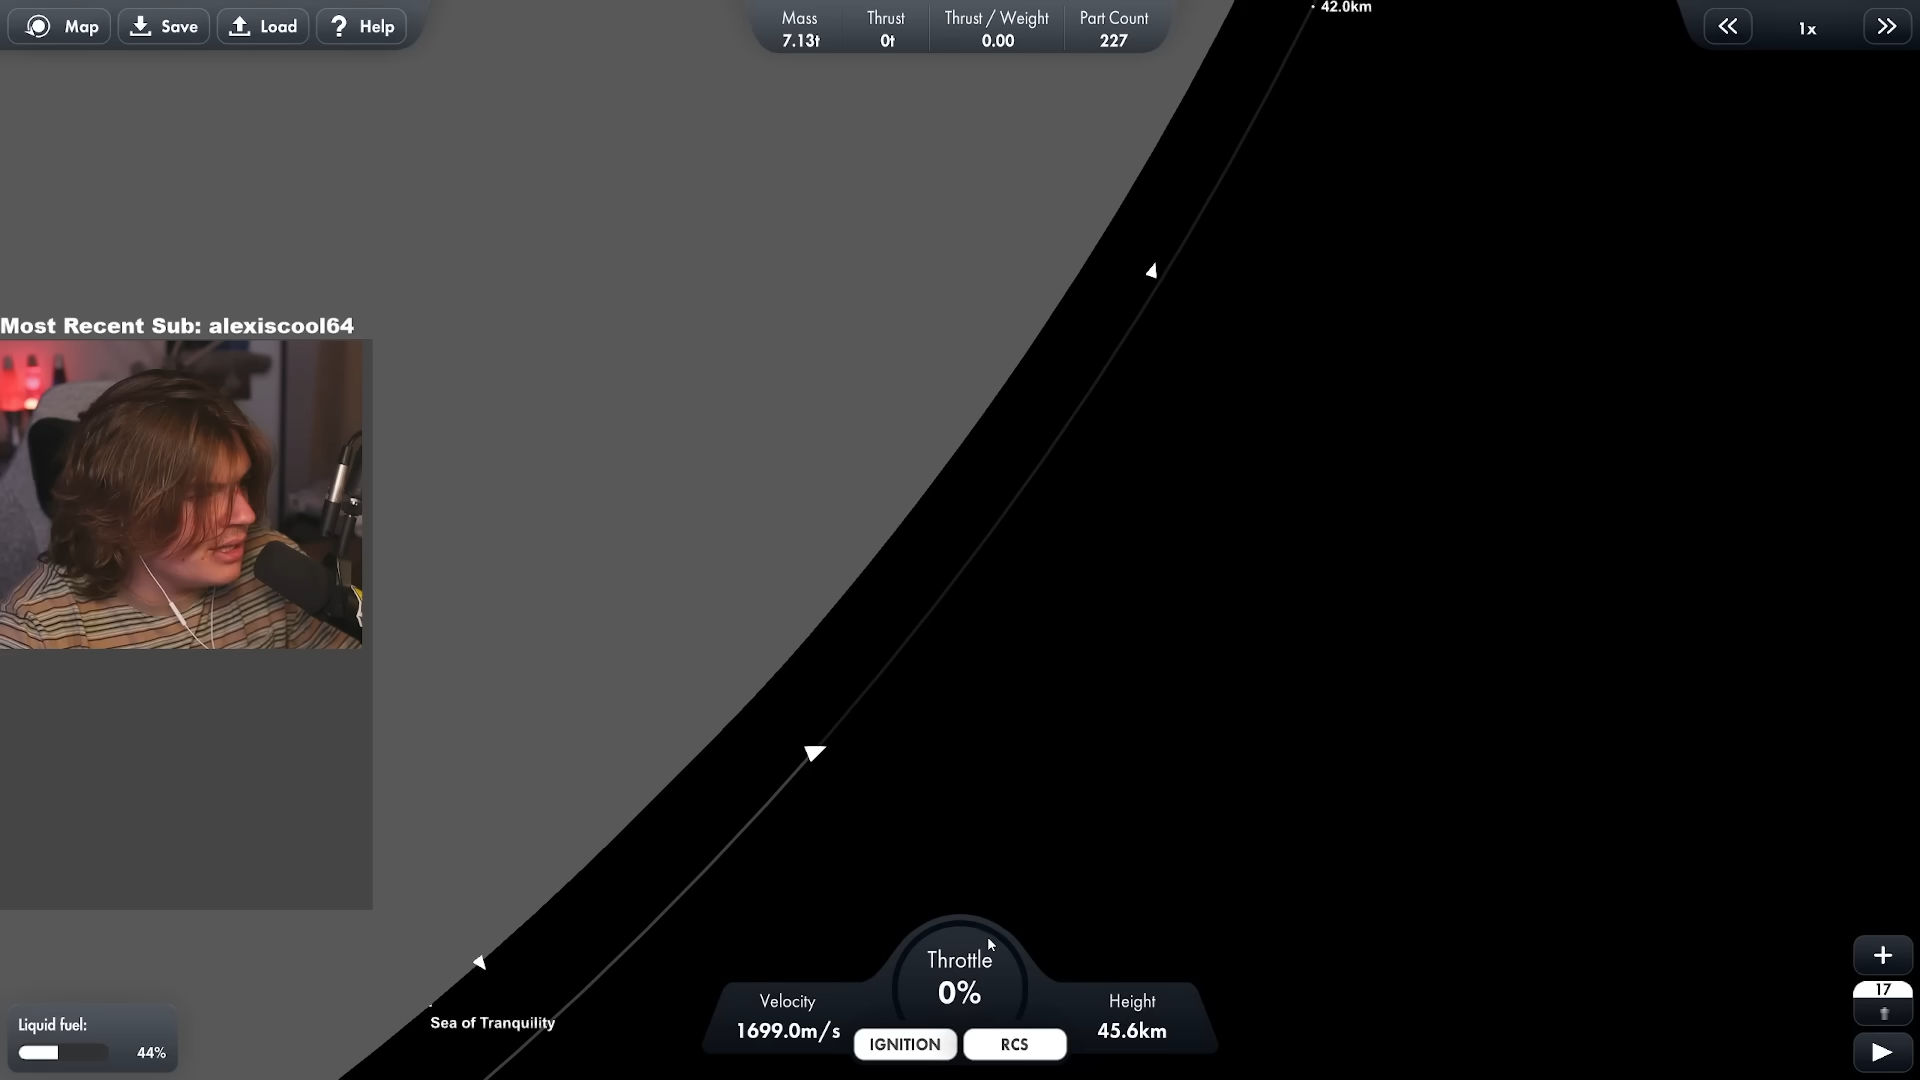 Map
Save
Load
Help
Mass
7.13t
Thrust
0t
Thrust / Weight
0.00
Part Count
227
42.0km
1x
Most Recent Sub: alexiscool64
Sea of Tranquility
Liquid fuel:
44%
Throttle
0%
Velocity
1699.0m/s
IGNITION
RCS
Height
45.6km
17